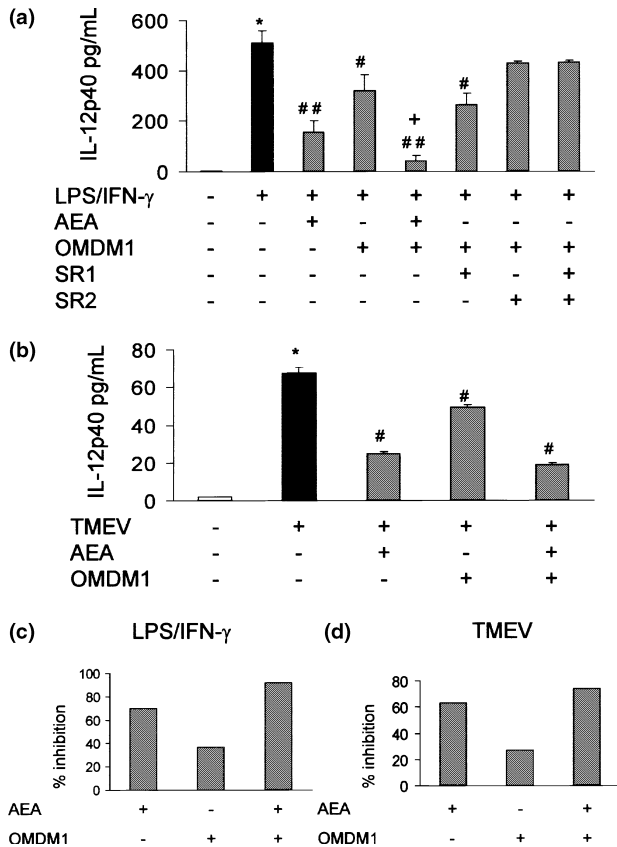 (a)
IL-12p40 pg/mL
600
400
200
0
*
##
#
+
##
#
LPS/IFN-γ - + + + + + + +
AEA - - + - + - - -
OMDM1 - - - + + + + +
SR1 - - - - - + - +
SR2 - - - - - - + +
(b)
IL-12p40 pg/mL
80
60
40
20
0
*
#
#
#
TMEV - + + + +
AEA - - + - +
OMDM1 - - - + +
(c) LPS/IFN-γ
% inhibition
100
80
60
40
20
0
AEA + - +
OMDM1 - + +
(d) TMEV
% inhibition
80
60
40
20
0
AEA + - +
OMDM1 - + +